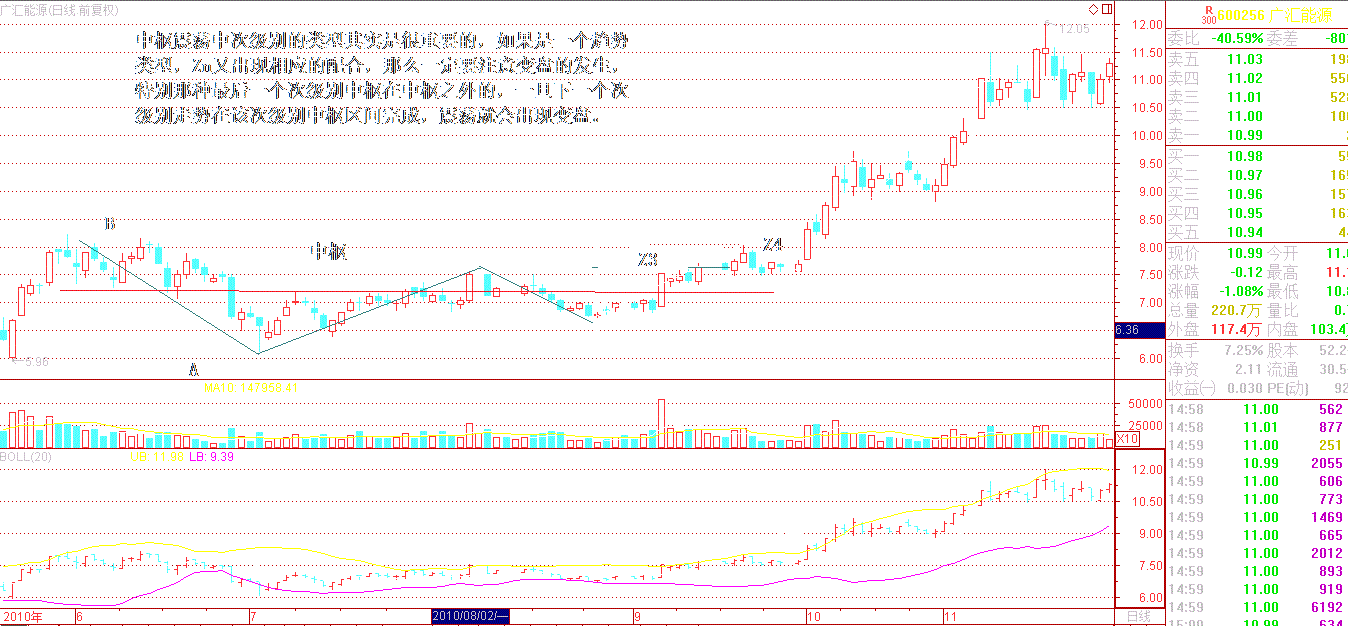 广汇能源(日线.前复权)
中枢震荡中次级别的类型其实是很重要的，如果是一个趋势
类型，Zn又出现相应的配合，那么一定要注意变盘的发生，
特别那种最后一个次级别中枢在中枢之外的，一旦下一个次
级别走势在该次级别中枢区间完成，震荡就会出现变盘。
12.05
B
中枢
Z3
Z4
A
5.96
12.00
11.50
11.00
10.50
10.00
9.50
9.00
8.50
8.00
7.50
7.00
6.36
6.00
MA10: 147958.41
50000
25000
X10
BOLL(20) UB: 11.98 LB: 9.39
12.00
10.50
9.00
7.50
6.00
2010年 6 7 2010/08/02/一 9 10 11 日线
R
300
600256 广汇能源
委比 -40.59% 委差 -80
卖五 11.03 19
卖四 11.02 55
卖三 11.01 52
卖二 11.00 10
卖一 10.99
买一 10.98 5
买二 10.97 16
买三 10.96 15
买四 10.95 16
买五 10.94 4
现价 10.99 今开 11.
涨跌 -0.12 最高 11.
涨幅 -1.08% 最低 10.
总量 220.7万 量比 0.
外盘 117.4万 内盘 103.4
换手 7.25% 股本 52.2
净资 2.11 流通 30.5
收益㈠ 0.030 PE(动) 92
14:58 11.00 562
14:58 11.01 877
14:59 11.00 251
14:59 10.99 2055
14:59 11.00 606
14:59 11.00 773
14:59 11.00 1469
14:59 11.00 665
14:59 11.00 2012
14:59 11.00 893
14:59 11.00 919
14:59 11.00 6192
15:00 10.99 634